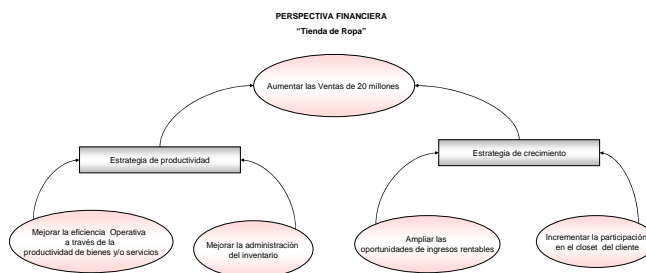 PERSPECTIVA FINANCIERA
“Tienda de Ropa”
Aumentar las Ventas de 20 millones
Estrategia de productividad
Estrategia de crecimiento
Mejorar la eficiencia Operativa
a través de la
productividad de bienes y/o servicios
Mejorar la administración
del inventario
Ampliar las
oportunidades de ingresos rentables
Incrementar la participación
en el closet del cliente